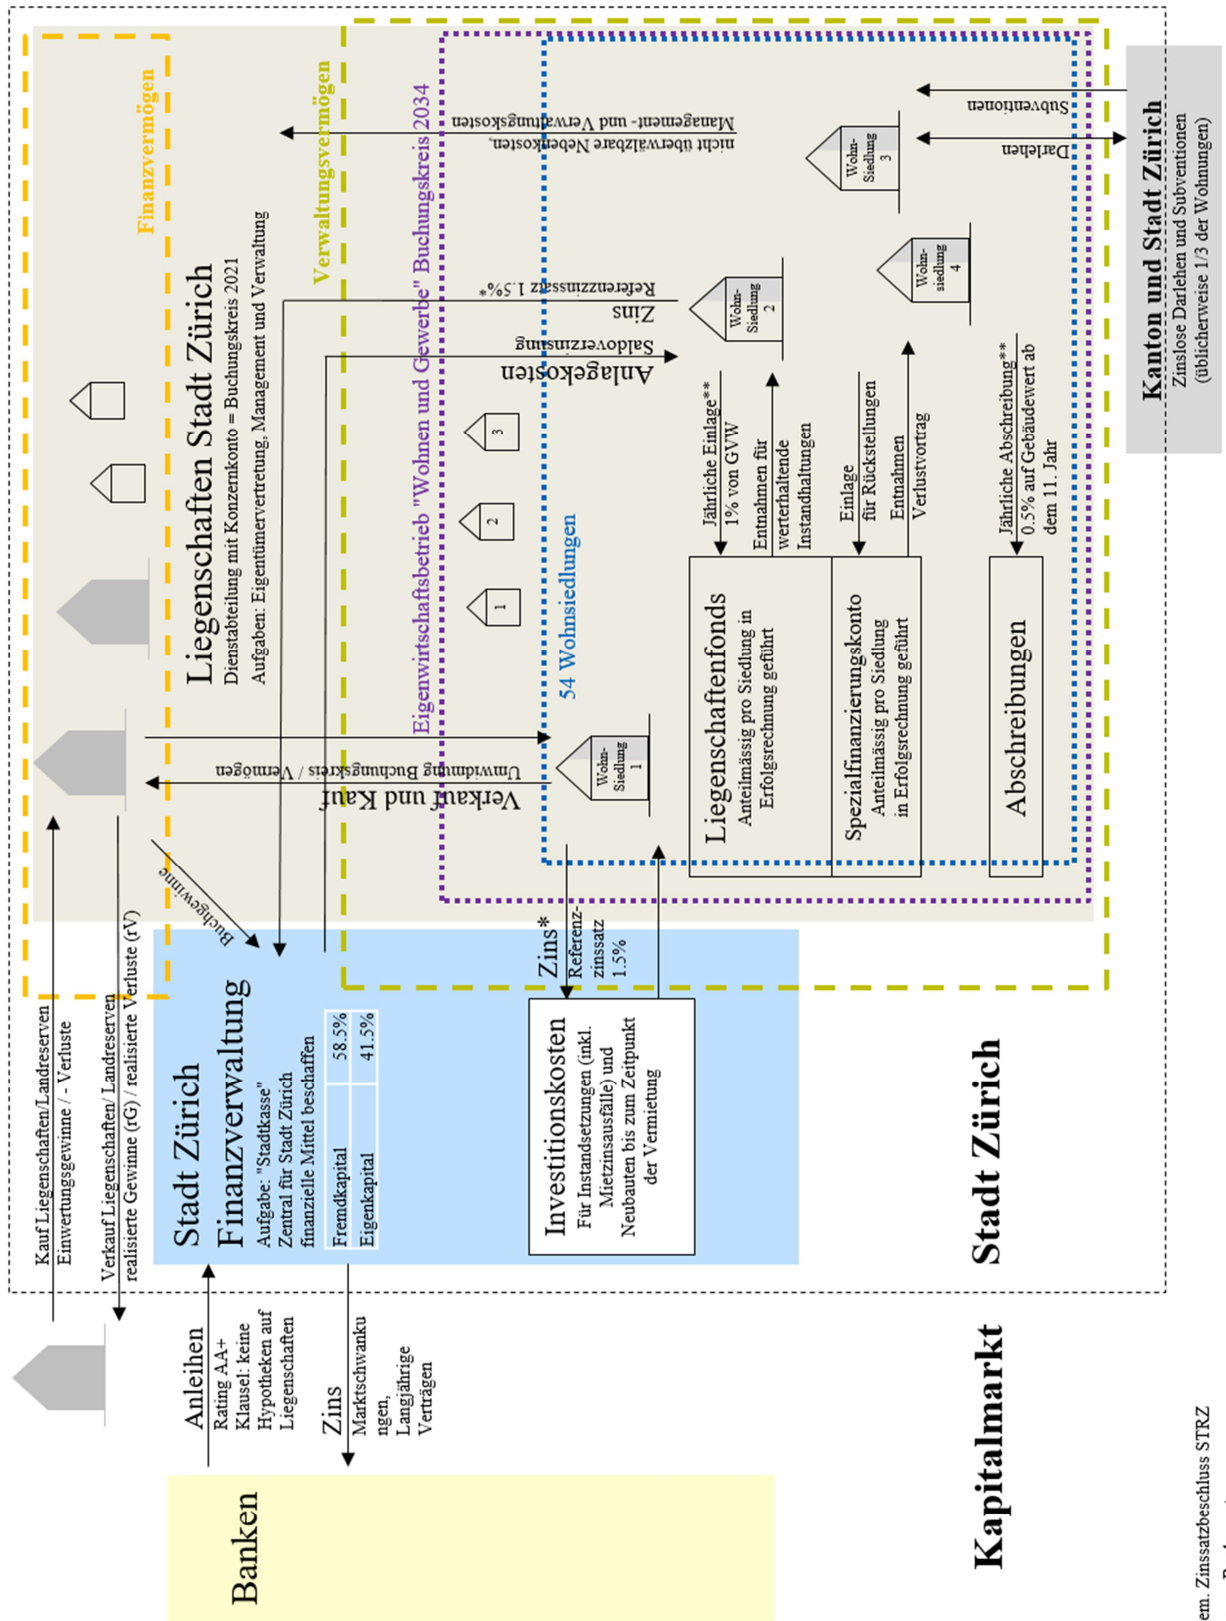 Finanzvermögen
Kauf Liegenschaften/Landreserven
Einwertungsgewinne / - Verluste
Verkauf Liegenschaften/ Landreserven
realisierte Gewinne (rG) / realisierte Verluste (rV)
Liegenschaften Stadt Zürich
Dienstabteilung mit Konzernkonto = Buchungskreis 2021
Aufgaben: Eigentümervertretung, Management und Verwaltung
Buchgewinne
Banken
Anleihen
Rating AA+
Klausel: keine
Hypotheken auf
Liegenschaften
Zins
Marktschwanku
ngen,
Langjährige
Verträgen
Stadt Zürich
Finanzverwaltung
Aufgabe: "Stadtkasse"
Zentral für Stadt Zürich
finanzielle Mittel beschaffen
Fremdkapital 58.5%
Eigenkapital 41.5%
Verwaltungsvermögen
Eigenwirtschaftsbetrieb "Wohnen und Gewerbe" Buchungskreis 2034
1
2
3
Verkauf und Kauf
Umwidmung Buchungskreis / Vermögen
Anlagekosten
Saldoverzinsung
Zins
Referenzzinssatz 1.5%*
nicht überwälzbare Nebenkosten,
Management - und Verwaltungskosten
54 Wohnsiedlungen
Wohn-
Siedlung
1
Wohn-
Siedlung
2
Wohn-
Siedlung
3
Wohn-
siedlung
4
Zins*
Referenz-
zinssatz
1.5%
Investitionskosten
Für Instandsetzungen (inkl.
Mietzinsausfälle) und
Neubauten bis zum Zeitpunkt
der Vermietung
Liegenschaftenfonds
Anteilmässig pro Siedlung in
Erfolgsrechnung geführt
Jährliche Einlage**
1% von GVW
Entnahmen für
werterhaltende
Instandhaltungen
Spezialfinanzierungskonto
Anteilmässig pro Siedlung
in Erfolgsrechnung geführt
Einlage
für Rückstellungen
Entnahmen
Verlustvortrag
Abschreibungen
Jährliche Abschreibung**
0.5% auf Gebäudewert ab
dem 11. Jahr
Subventionen
Darlehen
Kanton und Stadt Zürich
Zinslose Darlehen und Subventionen
(üblicherweise 1/3 der Wohnungen)
Kapitalmarkt
Stadt Zürich
em. Zinssatzbeschluss STRZ